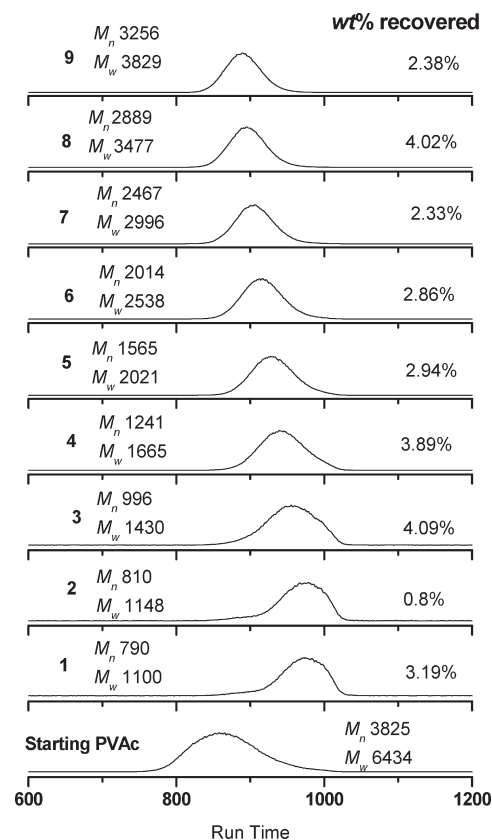 wt% recovered
Mn 3256
9
Mw 3829
2.38%
Mn 2889
8
Mw 3477
4.02%
Mn 2467
7
Mw 2996
2.33%
Mn 2014
6
Mw 2538
2.86%
Mn 1565
5
Mw 2021
2.94%
Mn 1241
4
Mw 1665
3.89%
Mn 996
3
Mw 1430
4.09%
Mn 810
2
Mw 1148
0.8%
Mn 790
1
Mw 1100
3.19%
Starting PVAc
Mn 3825
Mw 6434
600 800 1000 1200
Run Time